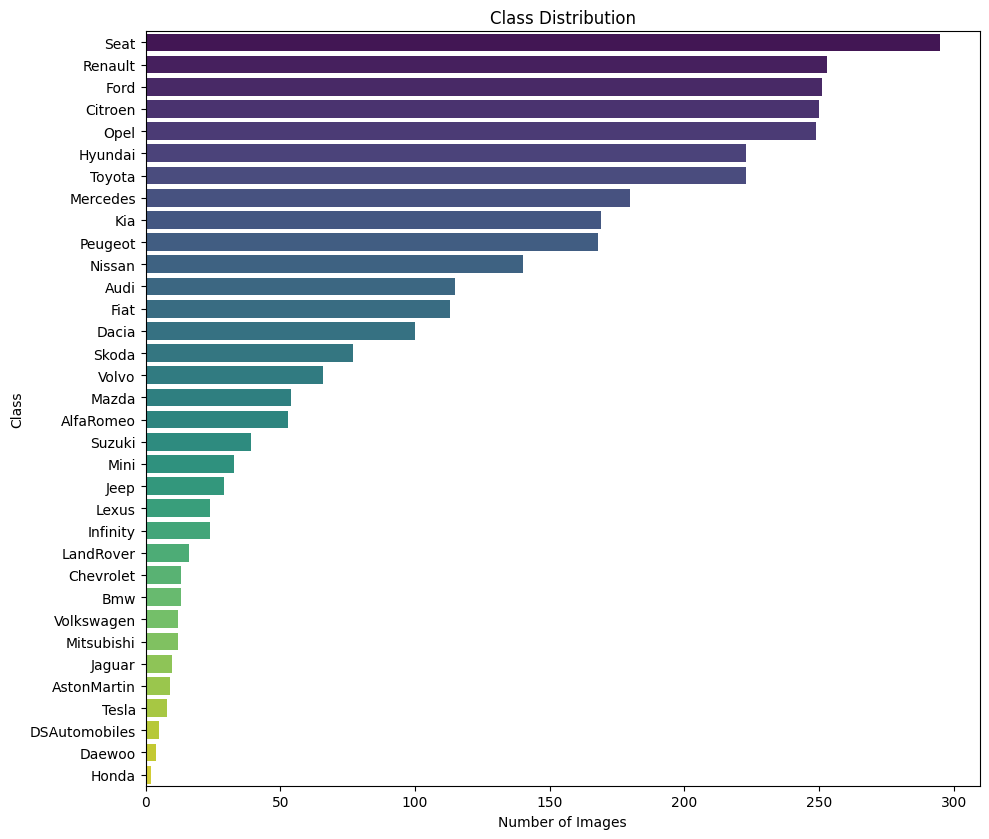 Class Distribution
Seat
Renault
Ford
Citroen
Opel
Hyundai
Toyota
Mercedes
Kia
Peugeot
Nissan
Audi
Fiat
Dacia
Skoda
Volvo
Mazda
AlfaRomeo
Suzuki
Mini
Jeep
Lexus
Infinity
LandRover
Chevrolet
Bmw
Volkswagen
Mitsubishi
Jaguar
AstonMartin
Tesla
DSAutomobiles
Daewoo
Honda
Class
0 50 100 150 200 250 300
Number of Images